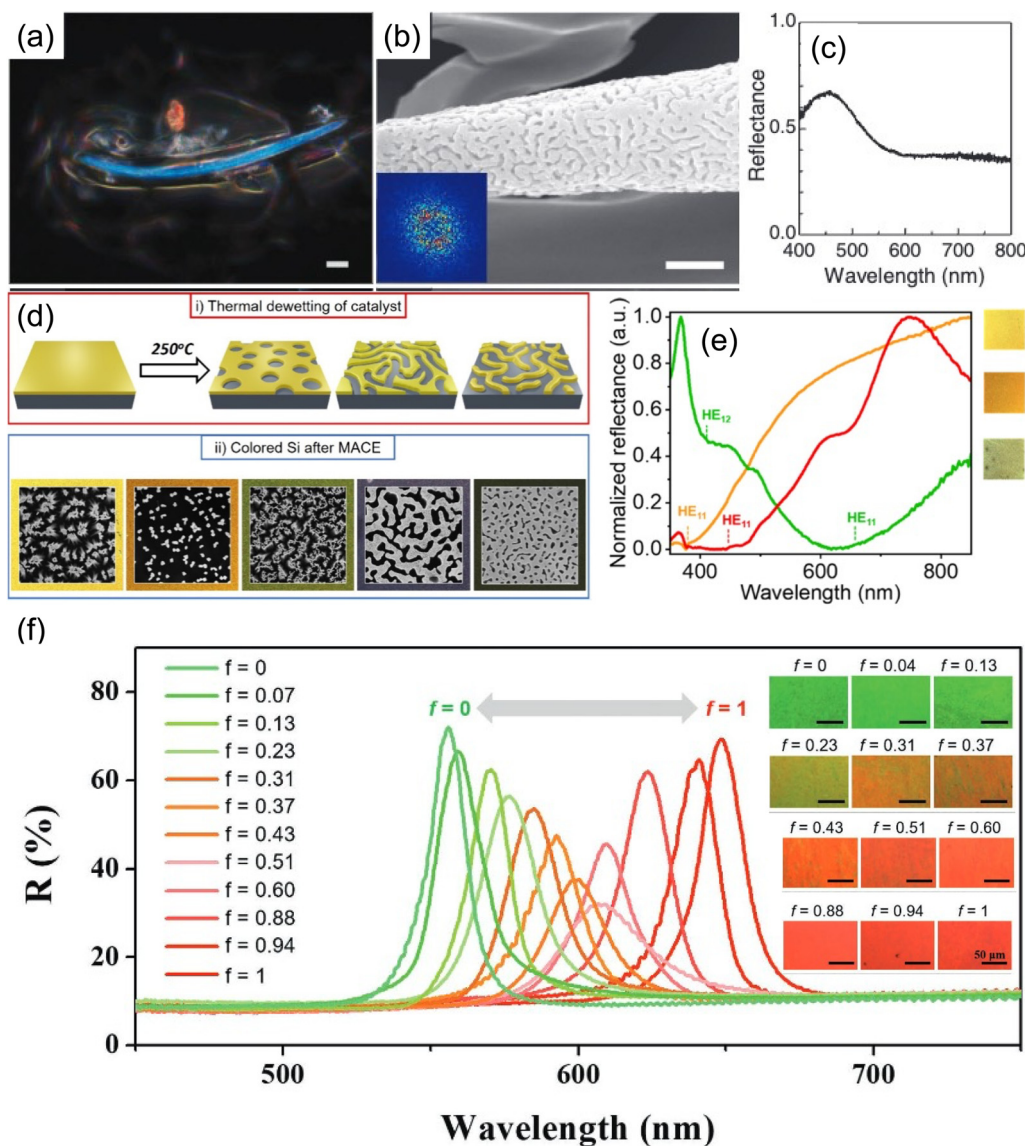 (a)
(b)
(c)
1.0
0.5
0.0
Reflectance
400 500 600 700 800
Wavelength (nm)
(d)
i) Thermal dewetting of catalyst
250°C
ii) Colored Si after MACE
(e)
Normalized reflectance (a.u.)
1.0
0.8
0.6
0.4
0.2
0.0
HE12
HE11
HE11
HE11
400 600 800
Wavelength (nm)
(f)
R (%)
80
60
40
20
0
f = 0
f = 0.07
f = 0.13
f = 0.23
f = 0.31
f = 0.37
f = 0.43
f = 0.51
f = 0.60
f = 0.88
f = 0.94
f = 1
f = 0
f = 1
f = 0 f = 0.04 f = 0.13
f = 0.23 f = 0.31 f = 0.37
f = 0.43 f = 0.51 f = 0.60
f = 0.88 f = 0.94 f = 1
50 µm
500 600 700
Wavelength (nm)